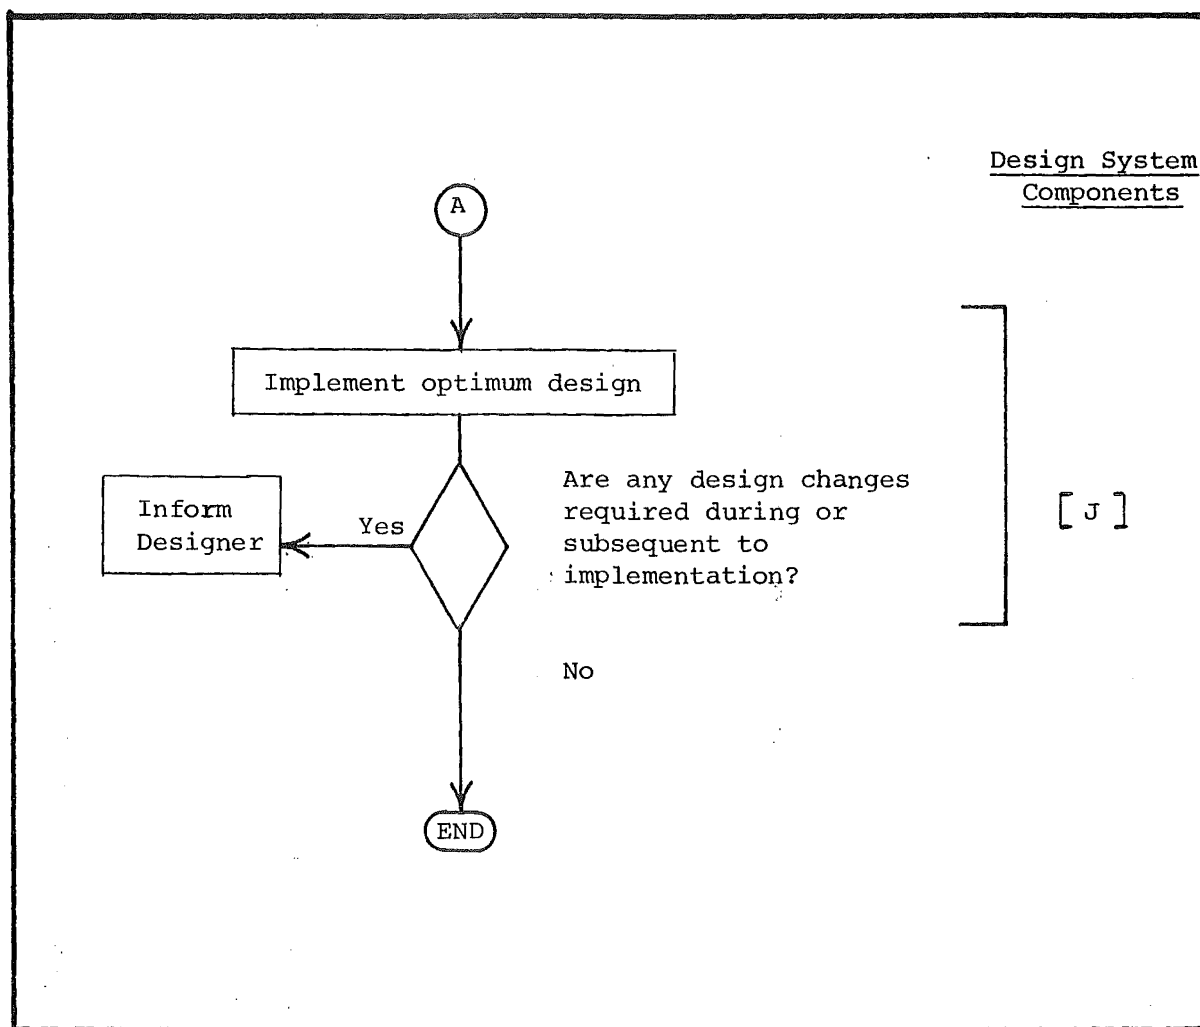 Design System
Components
A
Implement optimum design
Are any design changes
required during or
subsequent to
implementation?
Inform
Designer
Yes
[ J ]
No
END